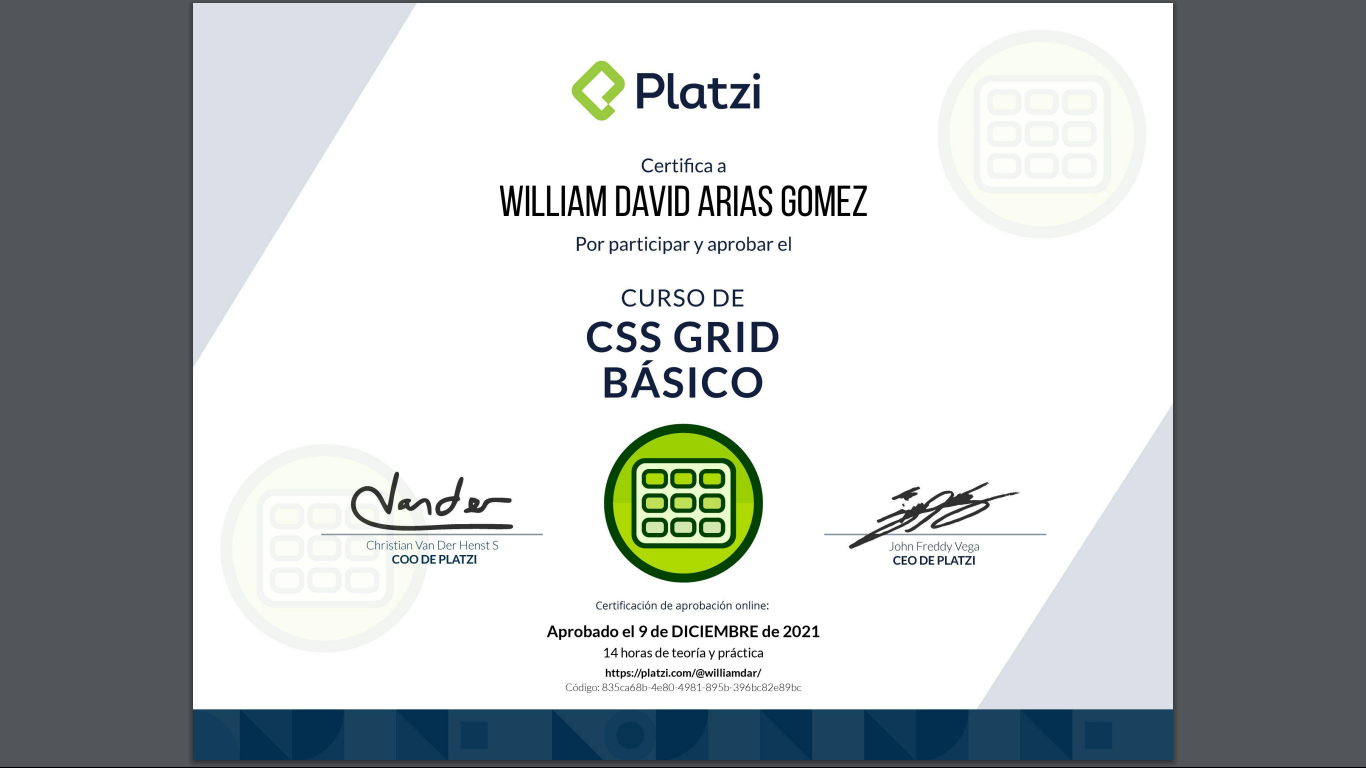 Platzi
Certifica a
WILLIAM DAVID ARIAS GOMEZ
Por participar y aprobar el
CURSO DE
CSS GRID
BÁSICO
Vander
Christian Van Der Henst S
COO DE PLATZI
John Freddy Vega
CEO DE PLATZI
Certificación de aprobación online:
Aprobado el 9 de DICIEMBRE de 2021
14 horas de teoría y práctica
https://platzi.com/@williamdar/
Código: 835ca68b-4e80-4981-895b-396bc82e89bc